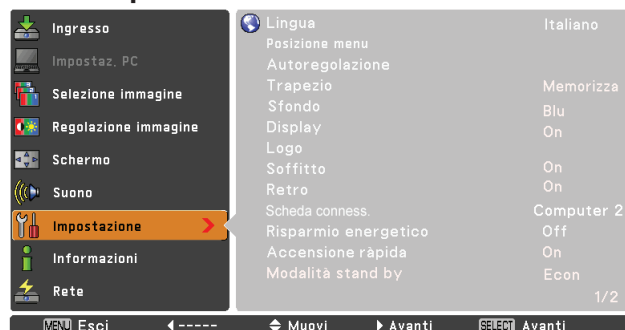 Ingresso
Impostaz. PC
Selezione immagine
Regolazione immagine
Schermo
Suono
Impostazione
Informazioni
Rete
Lingua Italiano
Posizione menu
Autoregolazione
Trapezio Memorizza
Sfondo Blu
Display On
Logo
Soffitto On
Retro On
Scheda conness. Computer 2
Risparmio energetico Off
Accensione ràpida On
Modalità stand by Econ
1/2
MENU Esci ----- Muovi Avanti SELECT Avanti